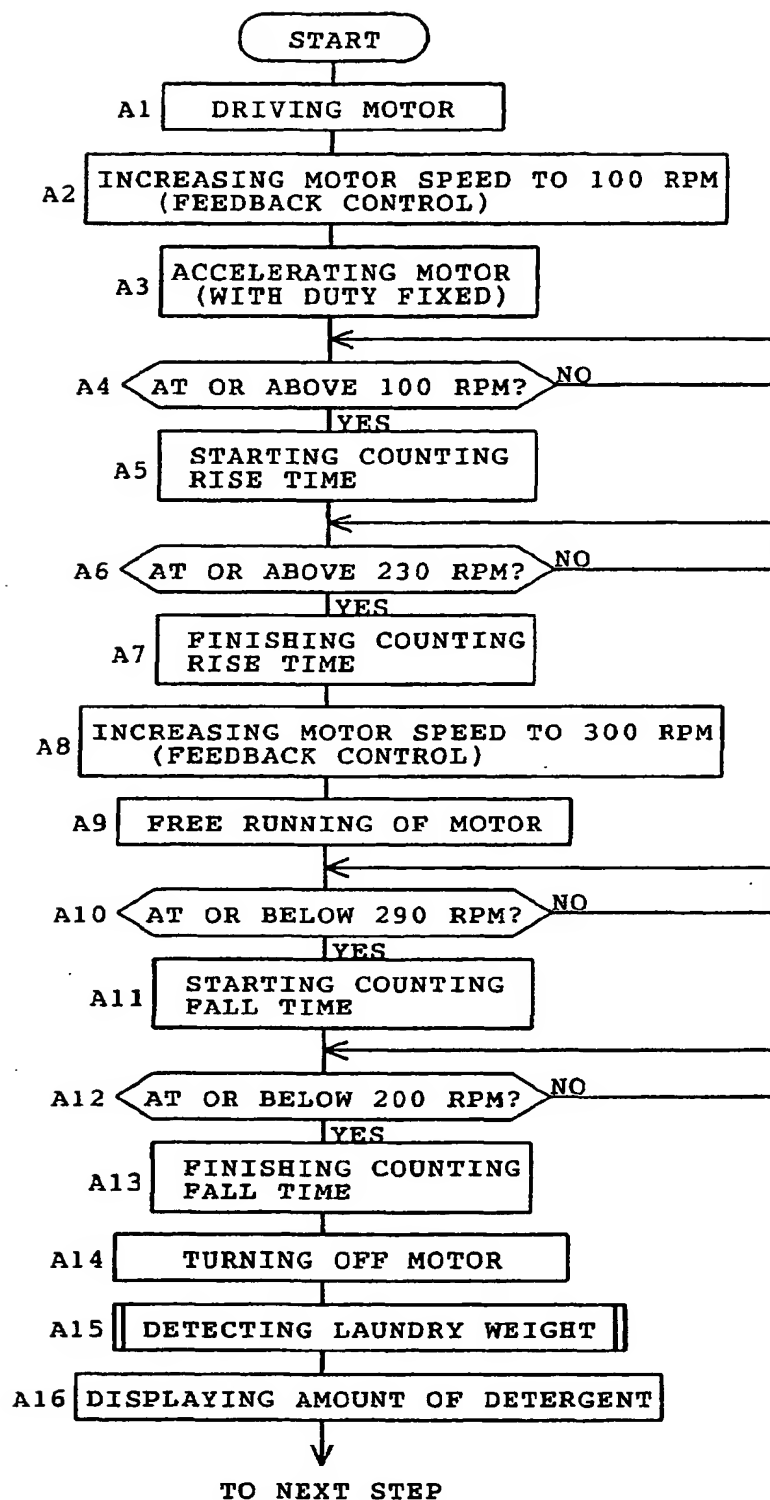 START
A1 DRIVING MOTOR
A2 INCREASING MOTOR SPEED TO 100 RPM
(FEEDBACK CONTROL)
A3 ACCELERATING MOTOR
(WITH DUTY FIXED)
A4 AT OR ABOVE 100 RPM? NO
YES
A5 STARTING COUNTING
RISE TIME
A6 AT OR ABOVE 230 RPM? NO
YES
A7 FINISHING COUNTING
RISE TIME
A8 INCREASING MOTOR SPEED TO 300 RPM
(FEEDBACK CONTROL)
A9 FREE RUNNING OF MOTOR
A10 AT OR BELOW 290 RPM? NO
YES
A11 STARTING COUNTING
FALL TIME
A12 AT OR BELOW 200 RPM? NO
YES
A13 FINISHING COUNTING
FALL TIME
A14 TURNING OFF MOTOR
A15 DETECTING LAUNDRY WEIGHT
A16 DISPLAYING AMOUNT OF DETERGENT
TO NEXT STEP